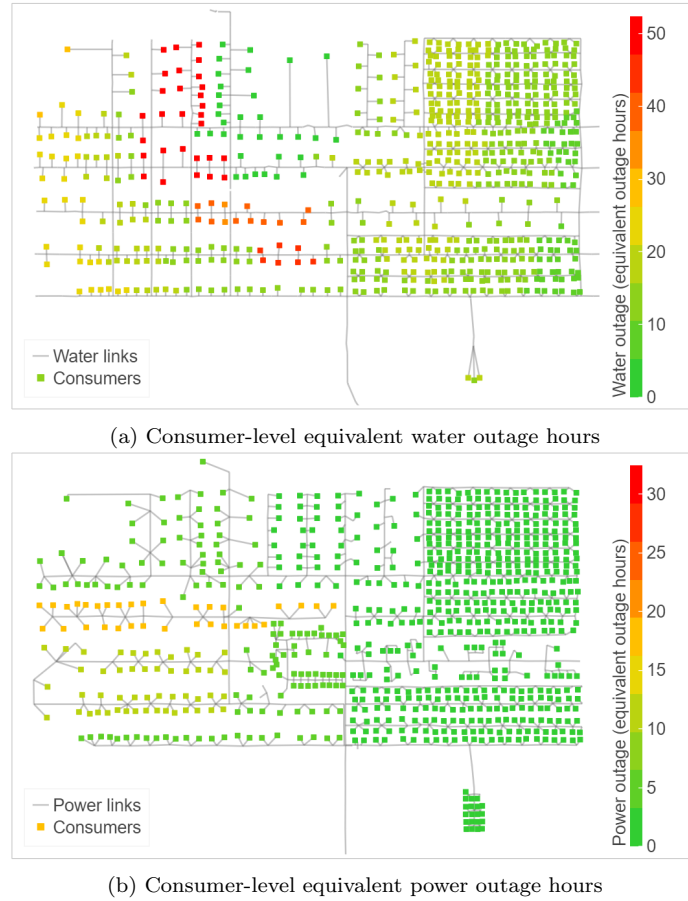 50
40
30
20
10
0
Water outage (equivalent outage hours)
Water links
Consumers
(a) Consumer-level equivalent water outage hours
30
25
20
15
10
5
0
Power outage (equivalent outage hours)
Power links
Consumers
(b) Consumer-level equivalent power outage hours